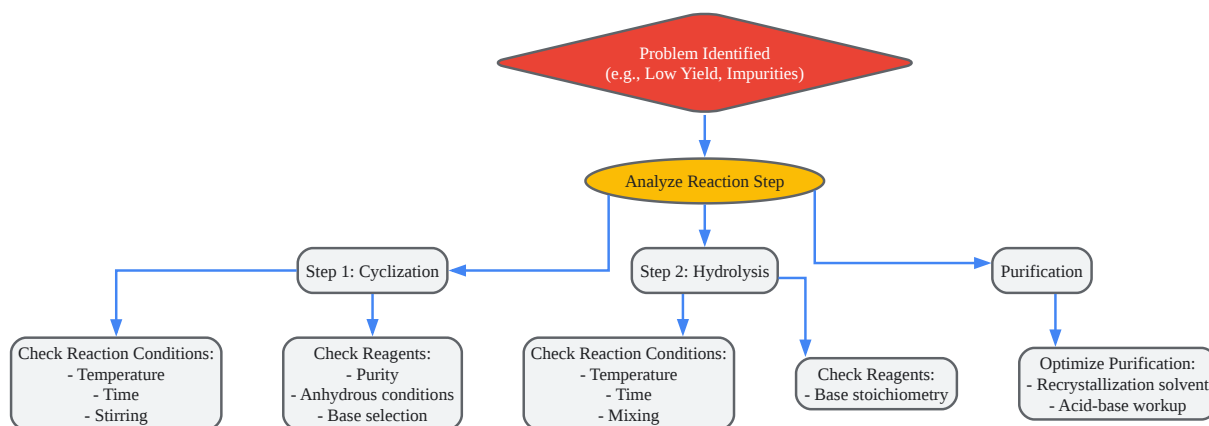 Problem Identified
(e.g., Low Yield, Impurities)
Analyze Reaction Step
Step 1: Cyclization
Step 2: Hydrolysis
Purification
Check Reaction Conditions:
- Temperature
- Time
- Stirring
Check Reagents:
- Purity
- Anhydrous conditions
- Base selection
Check Reaction Conditions:
- Temperature
- Time
- Mixing
Check Reagents:
- Base stoichiometry
Optimize Purification:
- Recrystallization solvent
- Acid-base workup